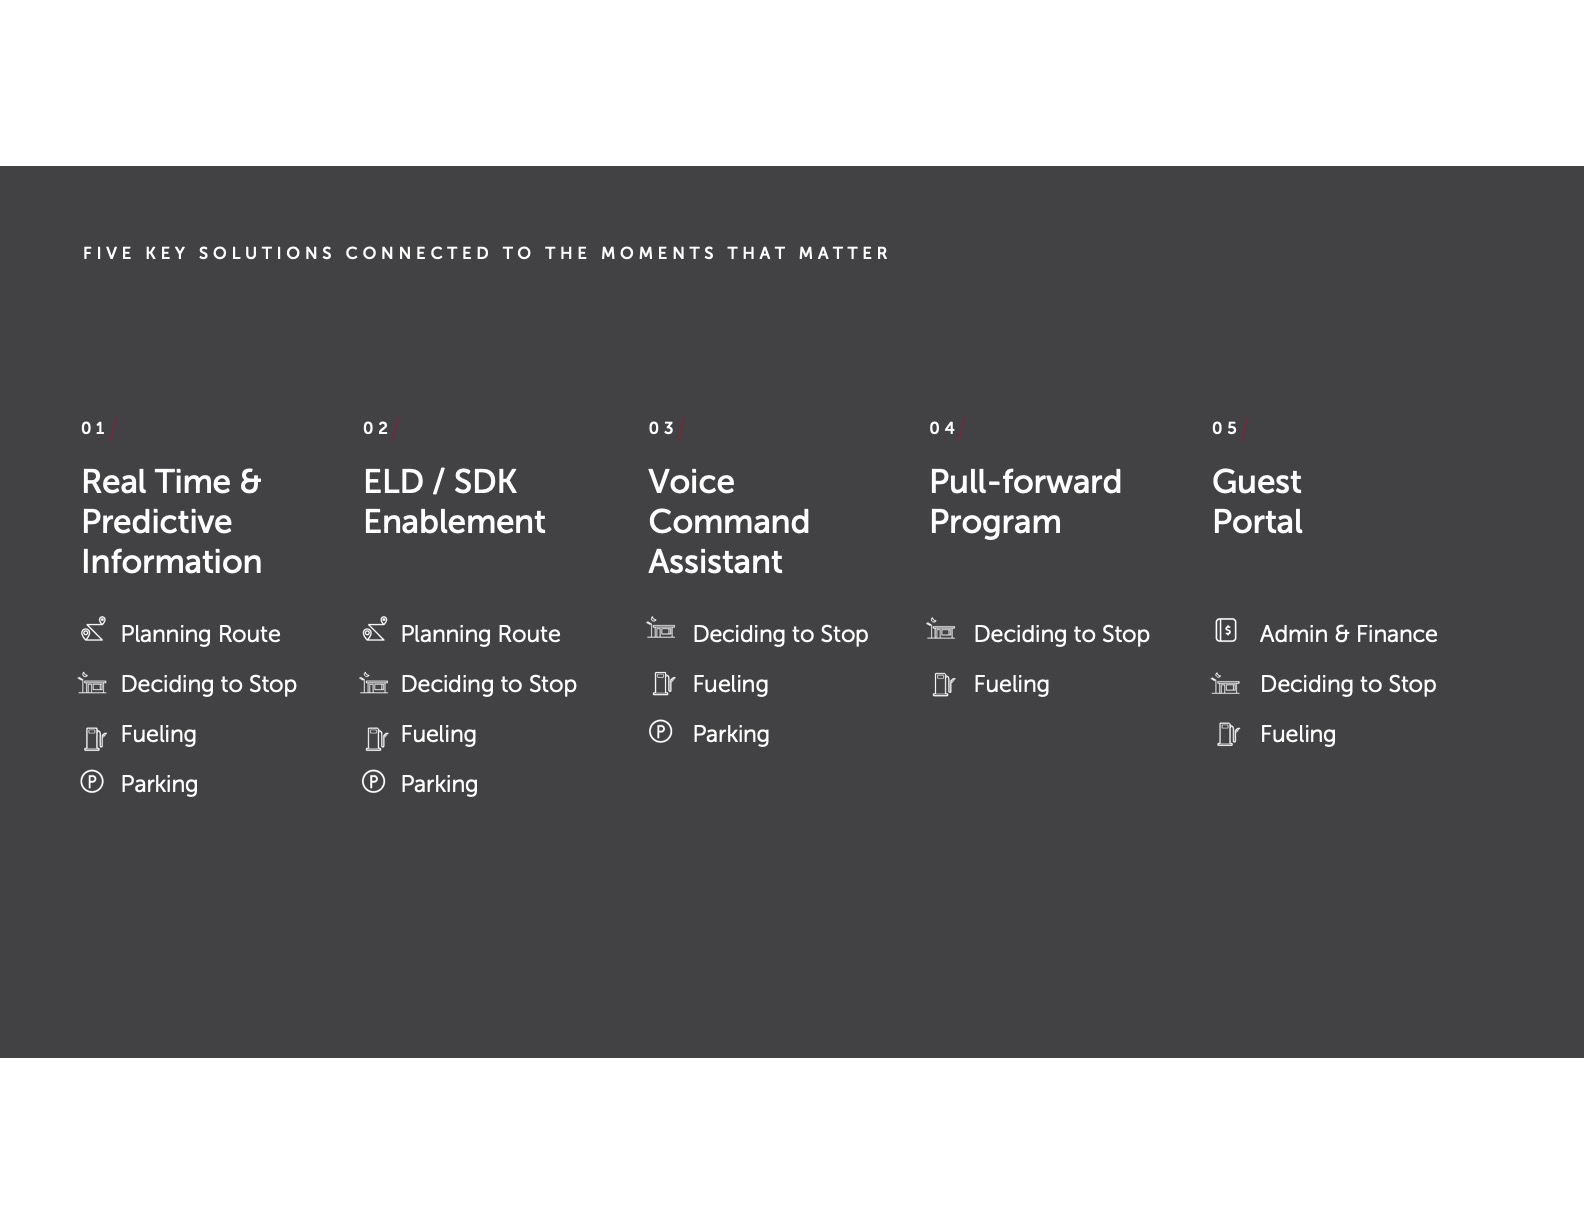 FIVE KEY SOLUTIONS CONNECTED TO THE MOMENTS THAT MATTER
01/
Real Time &
Predictive
Information
Planning Route
Deciding to Stop
Fueling
Parking
02/
ELD / SDK
Enablement
Planning Route
Deciding to Stop
Fueling
Parking
03/
Voice
Command
Assistant
Deciding to Stop
Fueling
Parking
04/
Pull-forward
Program
Deciding to Stop
Fueling
05/
Guest
Portal
Admin & Finance
Deciding to Stop
Fueling